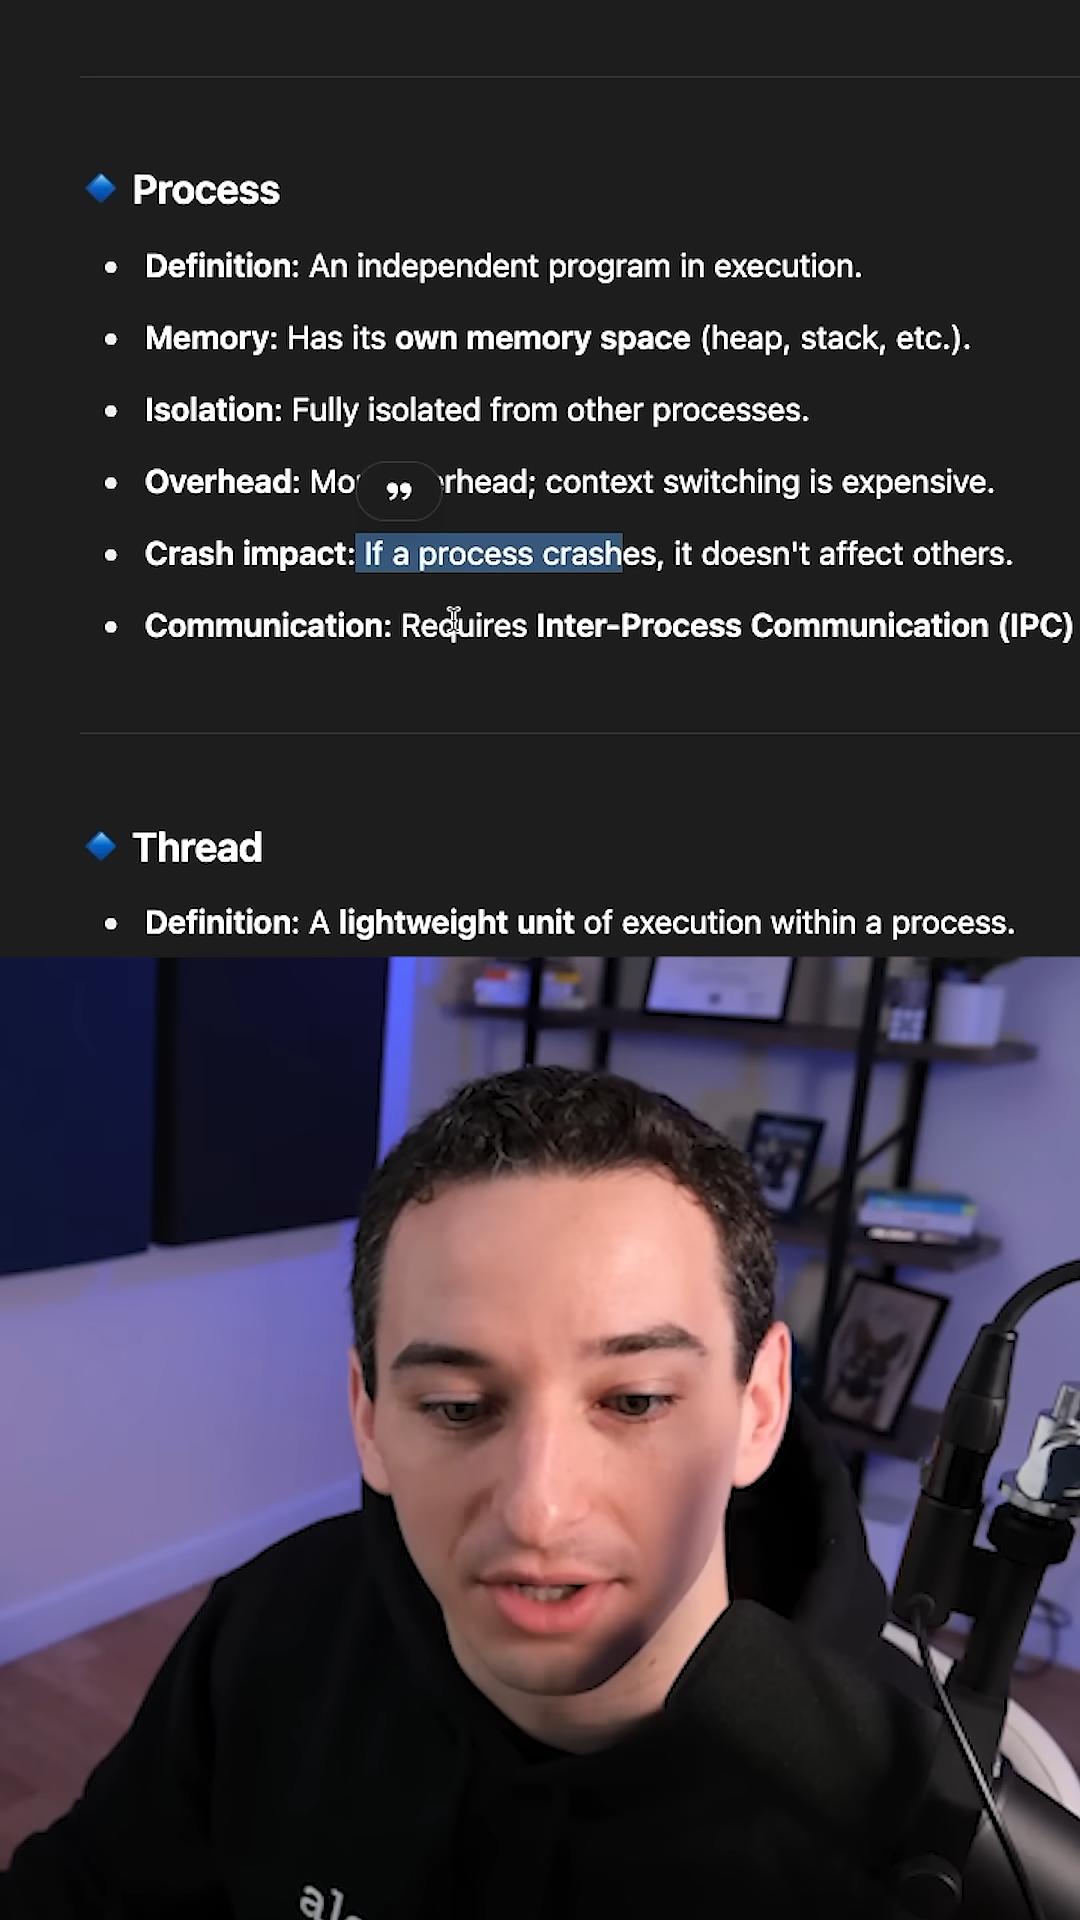 Process
Definition: An independent program in execution.
Memory: Has its own memory space (heap, stack, etc.).
Isolation: Fully isolated from other processes.
Overhead: rhead; context switching is expensive.
Crash impact: If a process crashes, it doesn't affect others.
Communication: Requires Inter-Process Communication (IPC)
Thread
Definition: A lightweight unit of execution within a process.